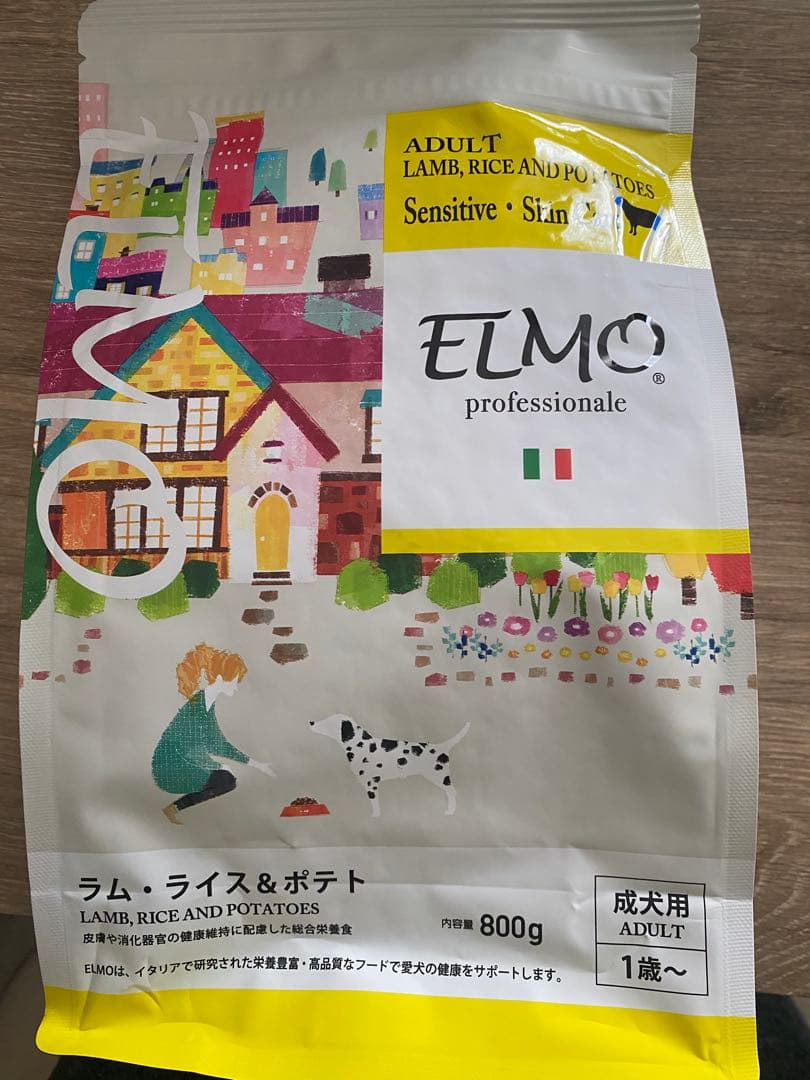 ELMO
ADULT
LAMB, RICE AND POTATOES
Sensitive・Skin
ELMO®
professionale
ラム・ライス&ポテト
LAMB, RICE AND POTATOES
皮膚や消化器官の健康維持に配慮した総合栄養食
内容量 800g
成犬用
ADULT
1歳~
ELMOは、イタリアで研究された栄養豊富・高品質なフードで愛犬の健康をサポートします。